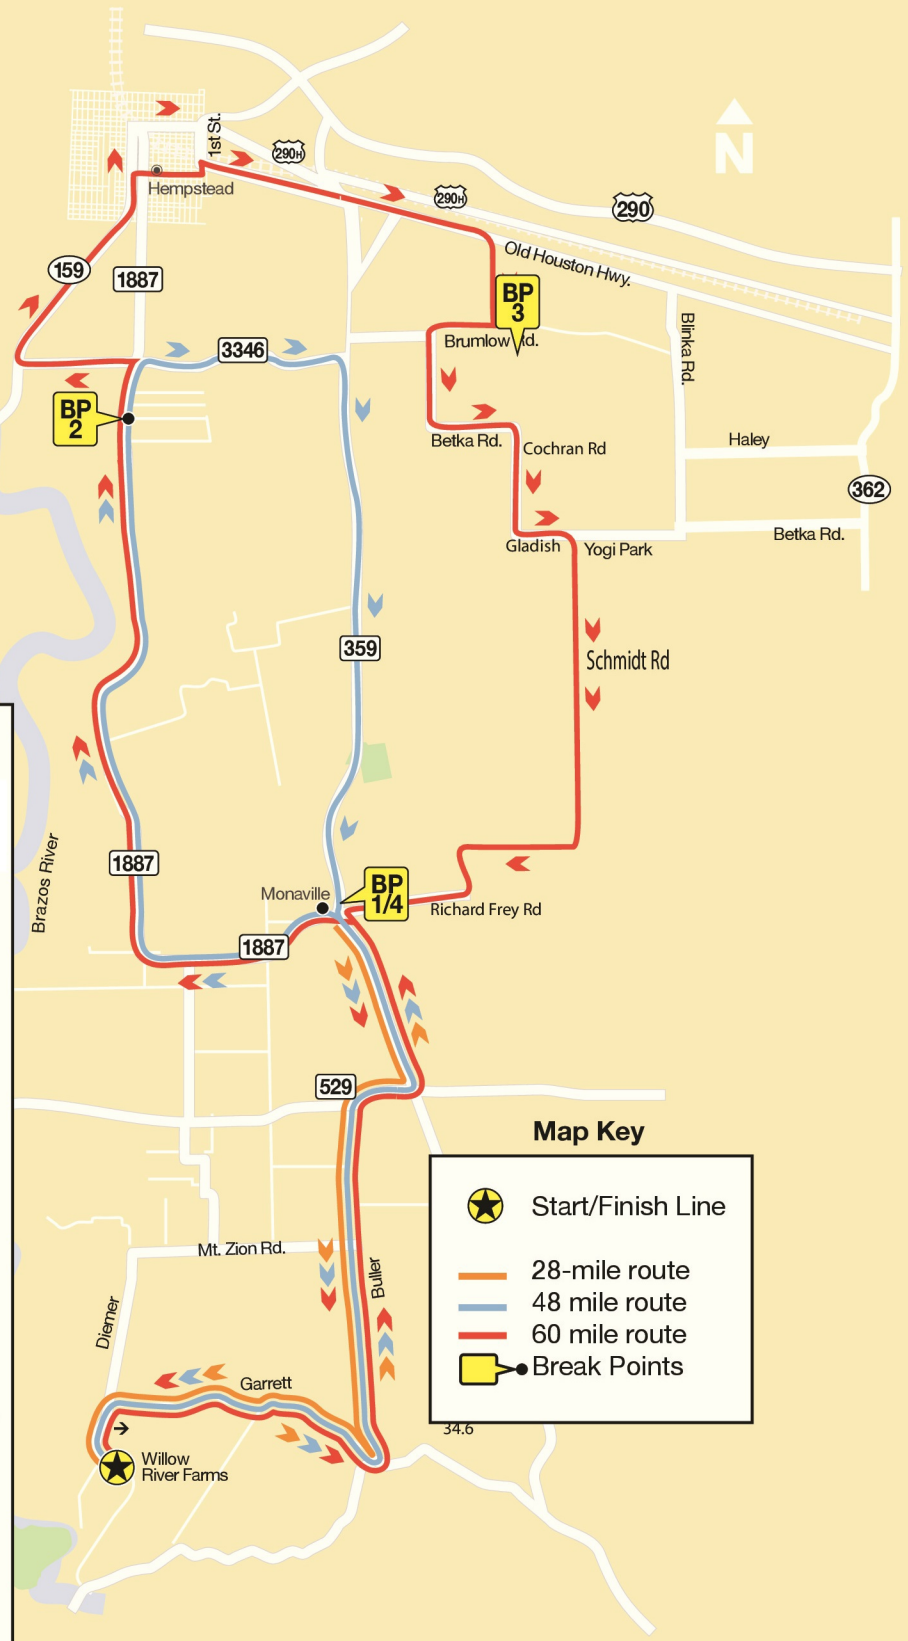 1st St.
290H
Hempstead
290H
290
N
159
1887
Old Houston Hwy.
BP
3
Blinka Rd.
3346
Brumlow
d.
BP
2
Betka Rd.
Cochran Rd
Haley
362
Gladish
Yogi Park
Betka Rd.
359
Schmidt Rd
Brazos River
1887
Monaville
BP
1/4
Richard Frey Rd
1887
529
Map Key
Start/Finish Line
28-mile route
48 mile route
60 mile route
Break Points
Mt. Zion Rd.
Buller
Diemer
Garrett
34.6
Willow
River Farms